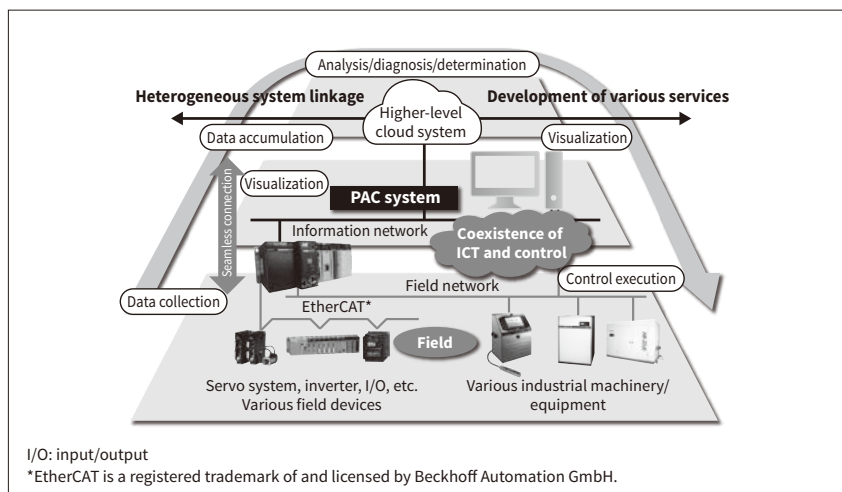 Analysis/diagnosis/determination
Heterogeneous system linkage
Development of various services
Higher-level
cloud system
Data accumulation
Visualization
Visualization
PAC system
Seamless connection
Information network
Coexistence of
ICT and control
Data collection
Field network
Control execution
EtherCAT*
Field
Servo system, inverter, I/O, etc.
Various field devices
Various industrial machinery/
equipment
I/O: input/output
*EtherCAT is a registered trademark of and licensed by Beckhoff Automation GmbH.